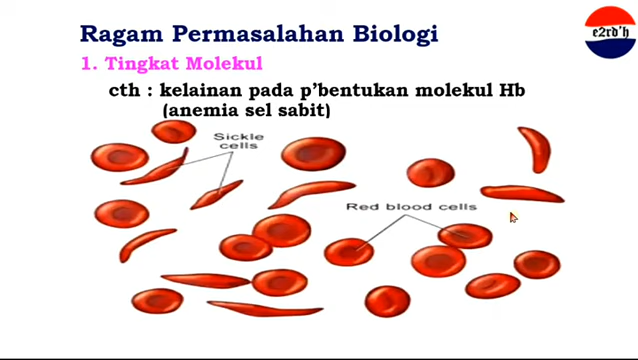 Ragam Permasalahan Biologi
e2rd'h
1. Tingkat Molekul
cth : kelainan pada p'bentukan molekul Hb
(anemia sel sabit)
Sickle
cells
Red blood cells